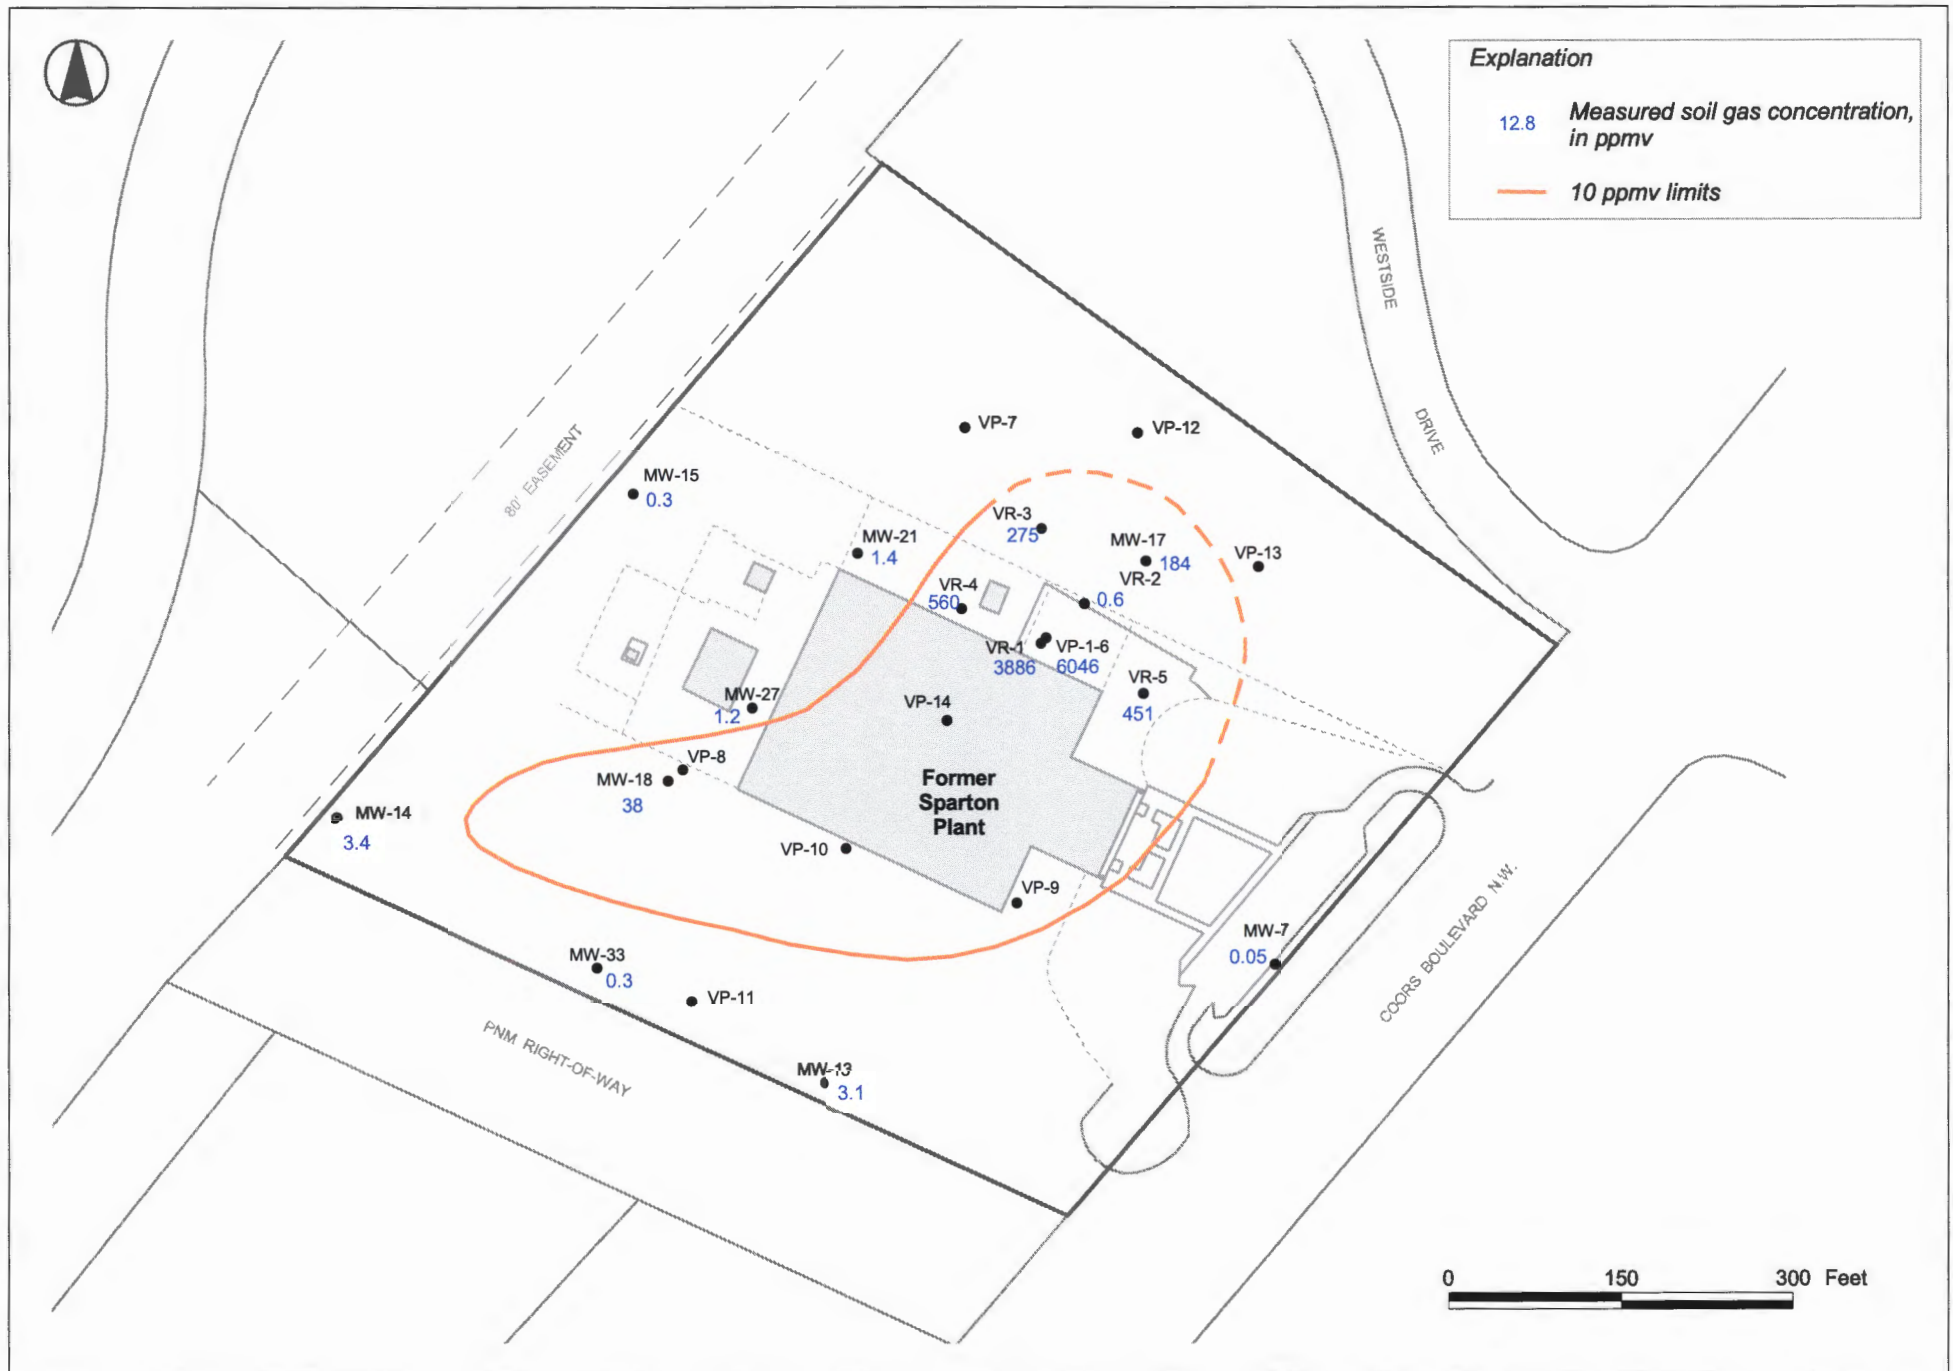 Explanation
12.8 Measured soil gas concentration,
in ppmv
10 ppmv limits
WESTSIDE
DRIVE
80' EASEMENT
VP-7
VP-12
MW-15
0.3
VR-3
275
MW-21
1.4
MW-17
184
VP-13
VR-4
560
VR-2
0.6
VR-1
3886
VP-1-6
6046
VR-5
451
MW-27
1.2
VP-14
VP-8
MW-18
38
Former
Sparton
Plant
MW-14
3.4
VP-10
VP-9
MW-7
0.05
COORS BOULEVARD N.W.
MW-33
0.3
VP-11
PNM RIGHT-OF-WAY
MW-13
3.1
0 150 300 Feet